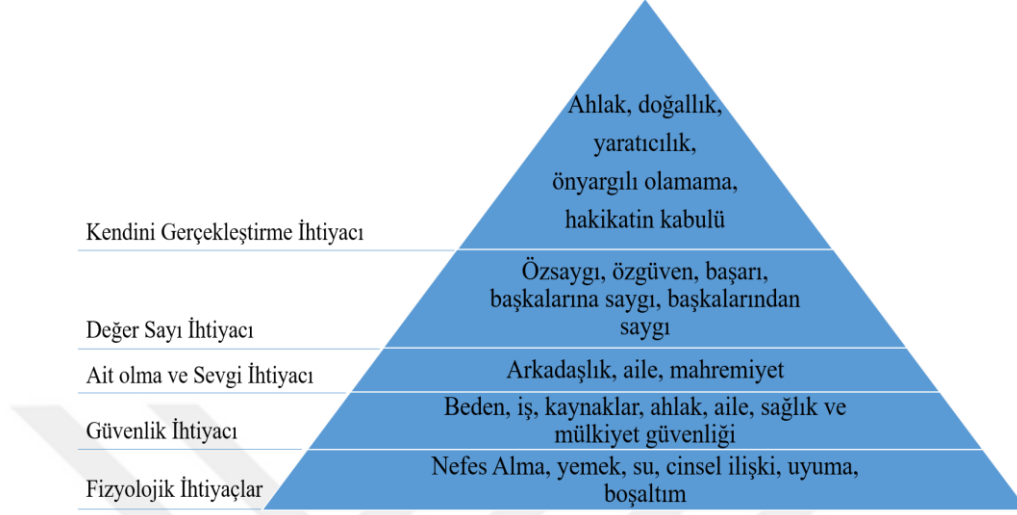 Ahlak, doğallık,
yaratıcılık,
önyargılı olamama,
hakikatin kabulü
Kendini Gerçekleştirme İhtiyacı
Özsaygı, özgüven, başarı,
başkalarına saygı, başkalarından
saygı
Değer Sayı İhtiyacı
Arkadaşlık, aile, mahremiyet
Ait olma ve Sevgi İhtiyacı
Beden, iş, kaynaklar, ahlak, aile, sağlık ve
mülkiyet güvenliği
Güvenlik İhtiyacı
Nefes Alma, yemek, su, cinsel ilişki, uyuma,
boşaltım
Fizyolojik İhtiyaçlar